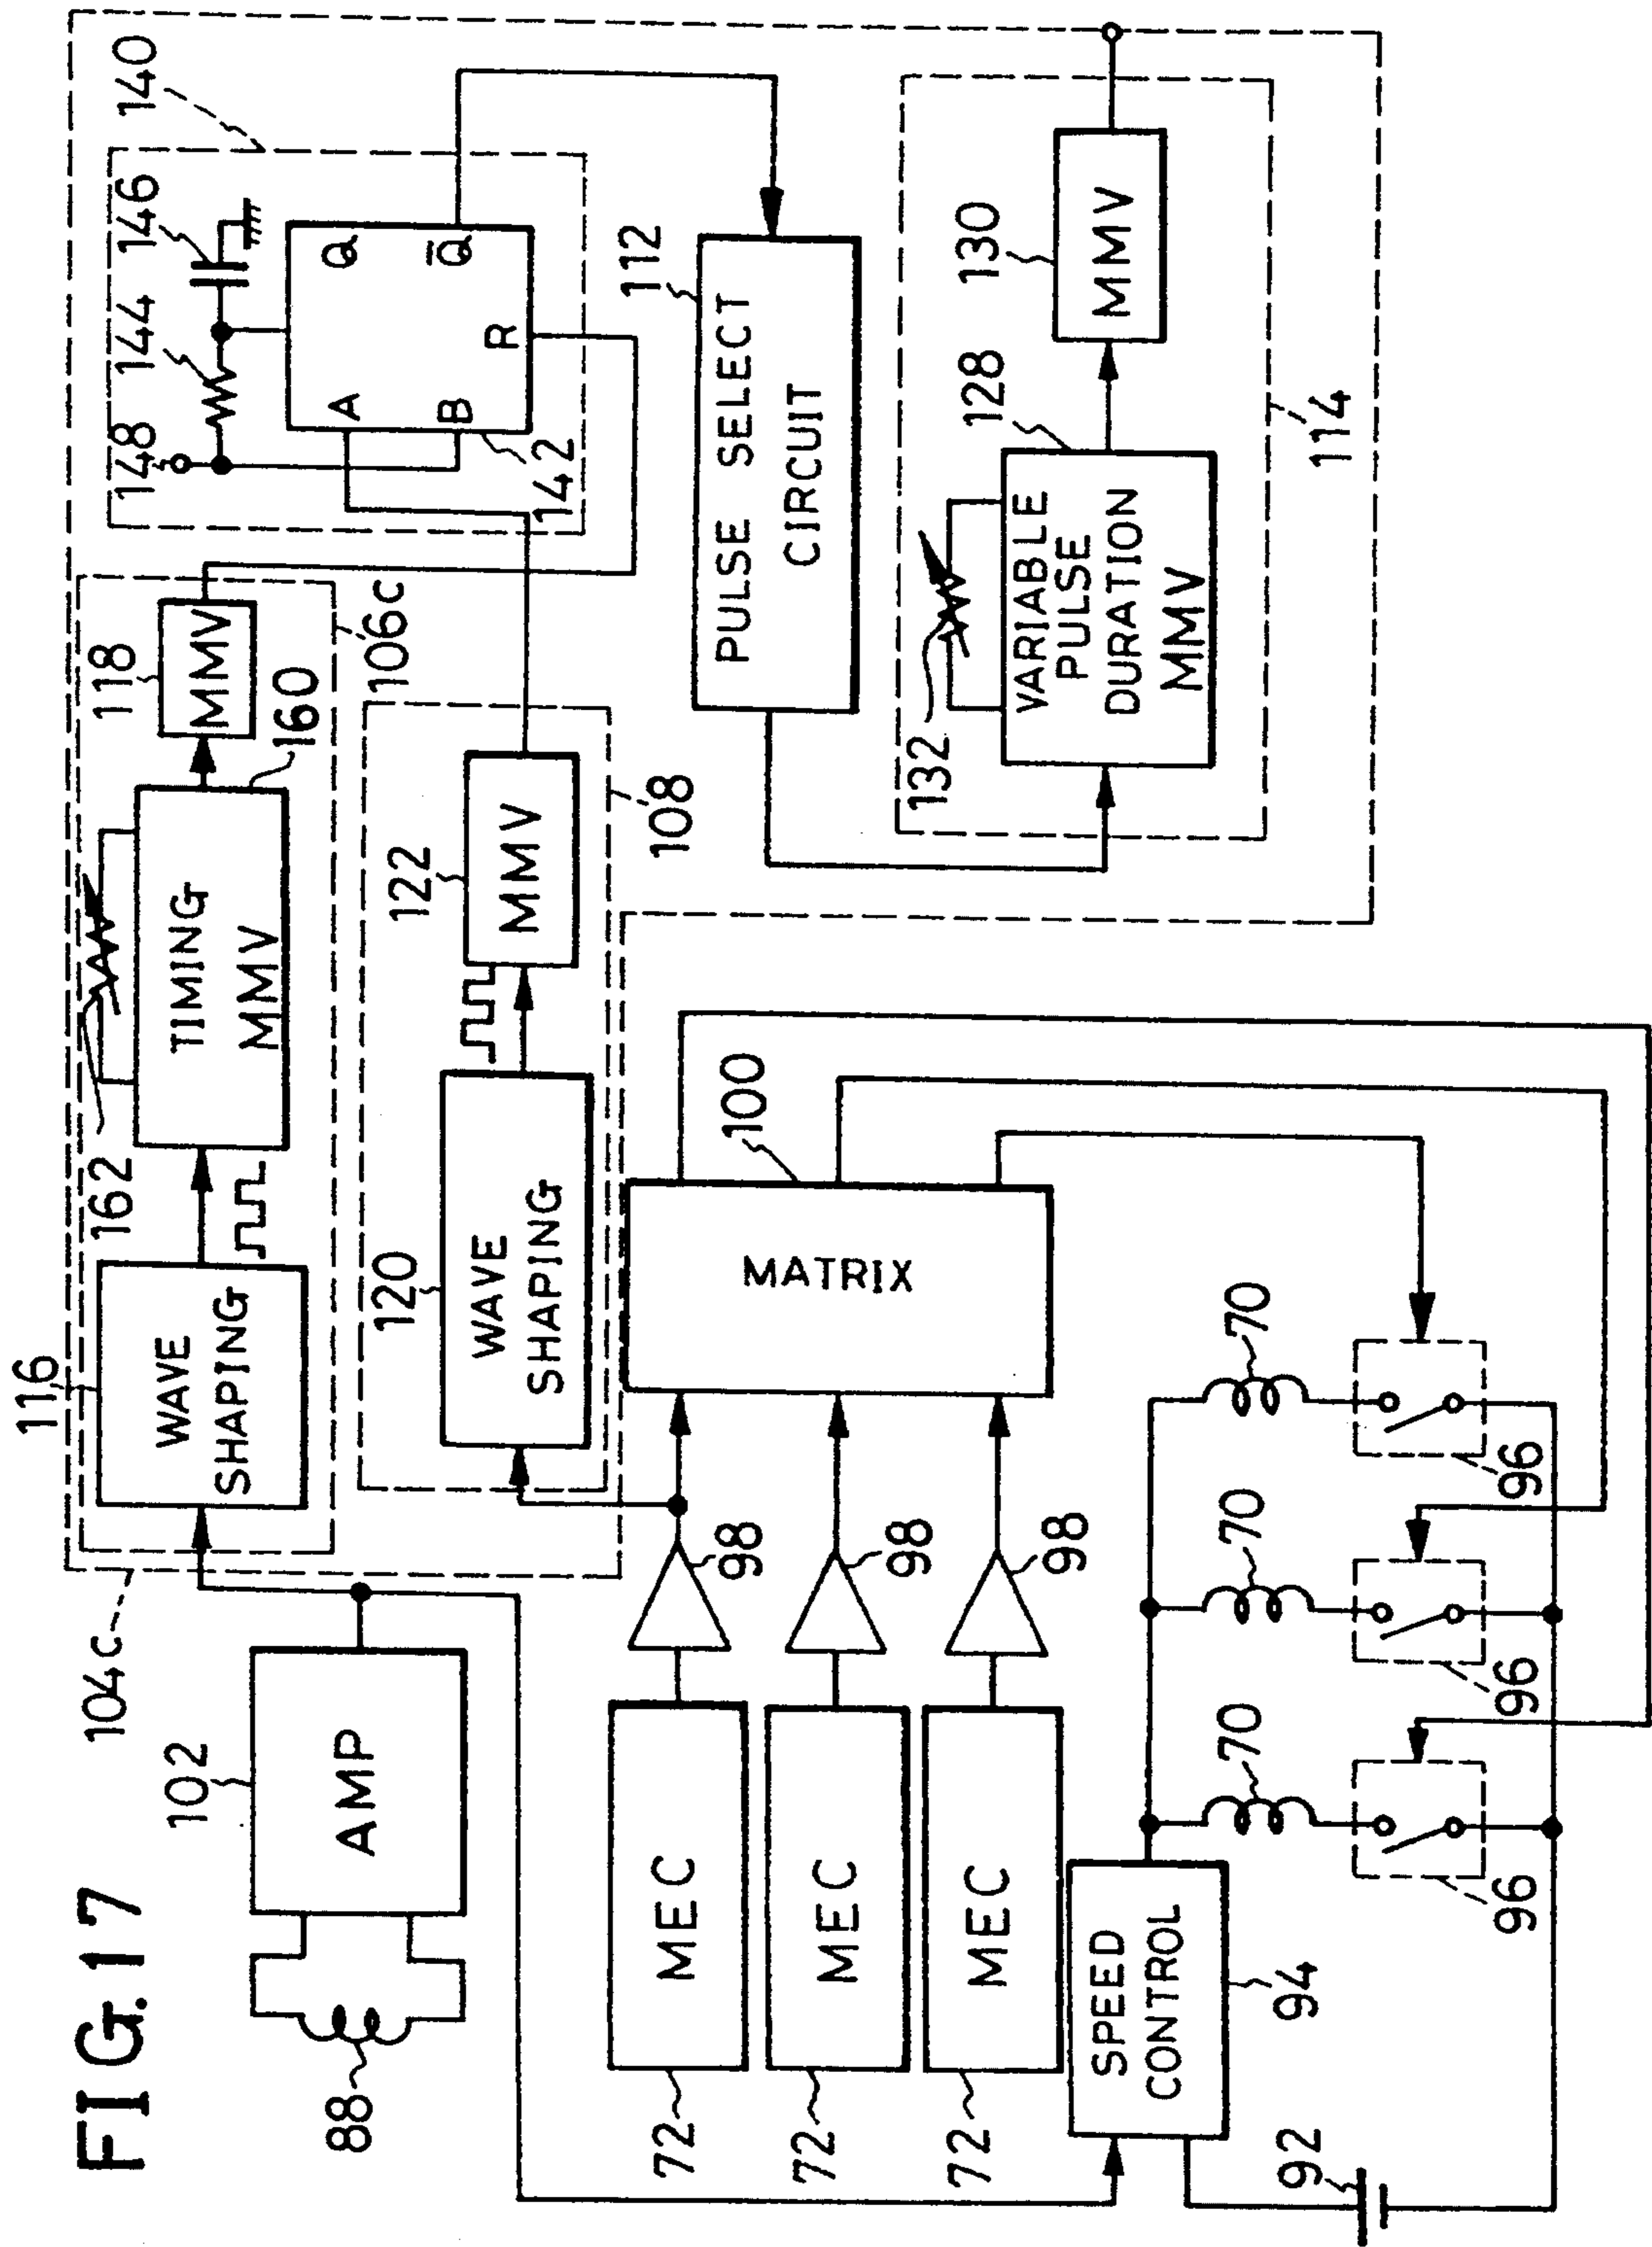 FIG.17
88
102
AMP
104c
116
WAVE
SHAPING
162
TIMING
MMV
160
118
MMV
106c
120
WAVE
SHAPING
122
MMV
108
148
144
146
140
A
B
Q
Q̅
R
142
112
PULSE SELECT
CIRCUIT
132
VARIABLE
PULSE
DURATION
MMV
128
130
MMV
114
72
MEC
98
72
MEC
98
72
MEC
98
MATRIX
100
SPEED
CONTROL
94
92
70
70
70
96
96
96